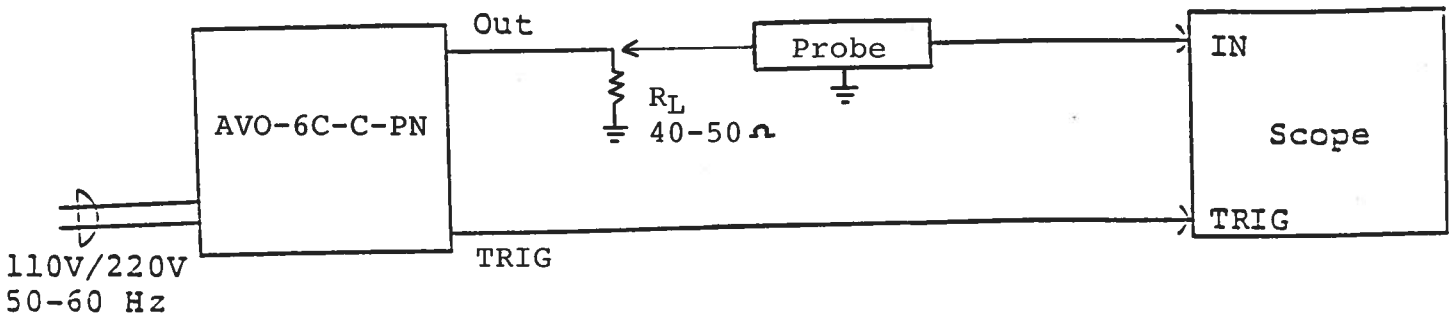 Out
Probe
IN
AVO-6C-C-PN
RL
40-50 Ω
Scope
TRIG
TRIG
110V/220V
50-60 Hz